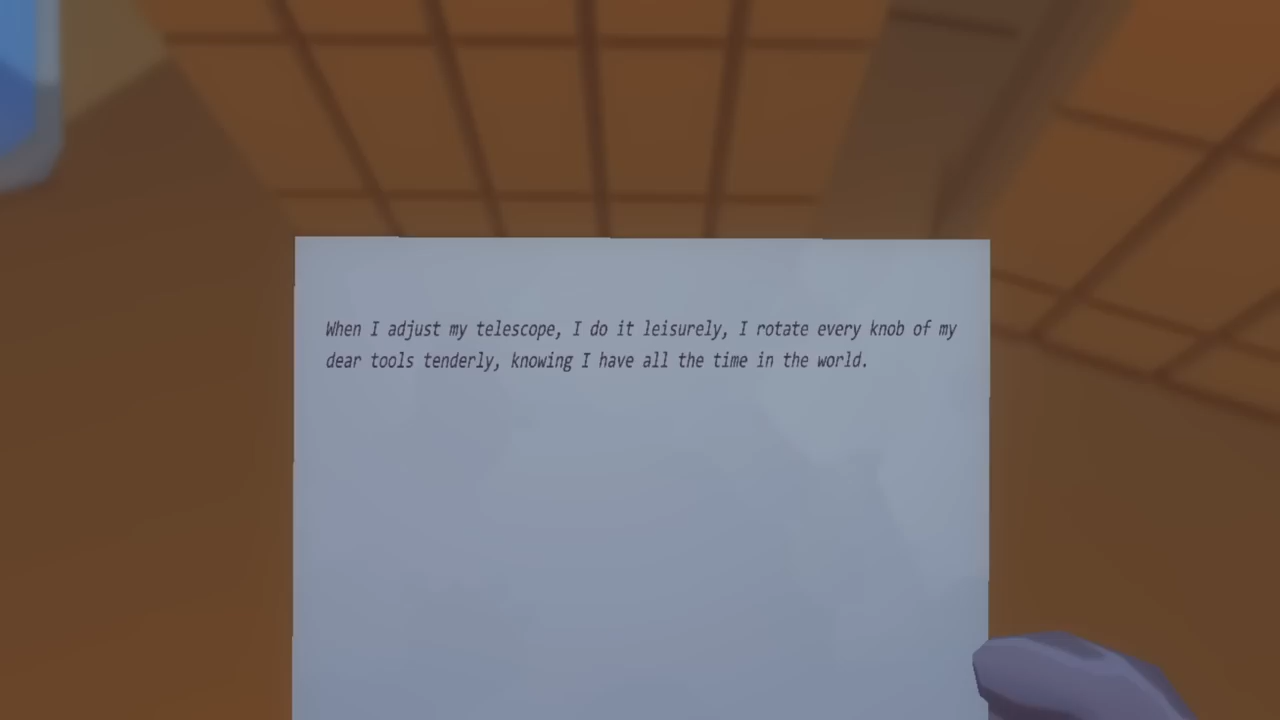 When I adjust my telescope, I do it leisurely, I rotate every knob of my
dear tools tenderly, knowing I have all the time in the world.